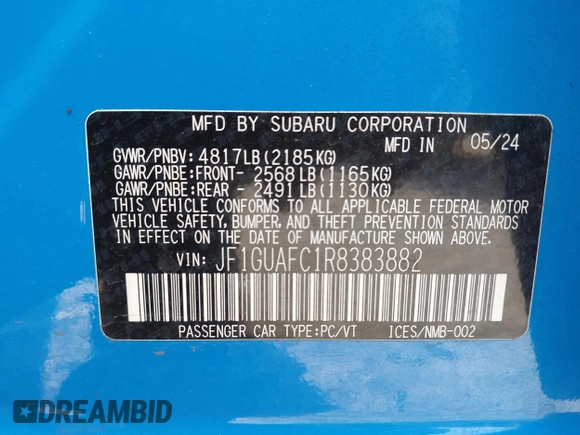 MFD BY SUBARU CORPORATION
MFD IN 05/24
GVWR/PNBV: 4817LB(2185KG)
GAWR/PNBE:FRONT- 2568LB(1165KG)
GAWR/PNBE:REAR - 2491LB(1130KG)
THIS VEHICLE CONFORMS TO ALL APPLICABLE FEDERAL MOTOR
VEHICLE SAFETY, BUMPER, AND THEFT PREVENTION STANDARDS
IN EFFECT ON THE DATE OF MANUFACTURE SHOWN ABOVE.
VIN: JF1GUAFC1R8383882
PASSENGER CAR TYPE:PC/VT ICES/NMB-002
DREAMBID